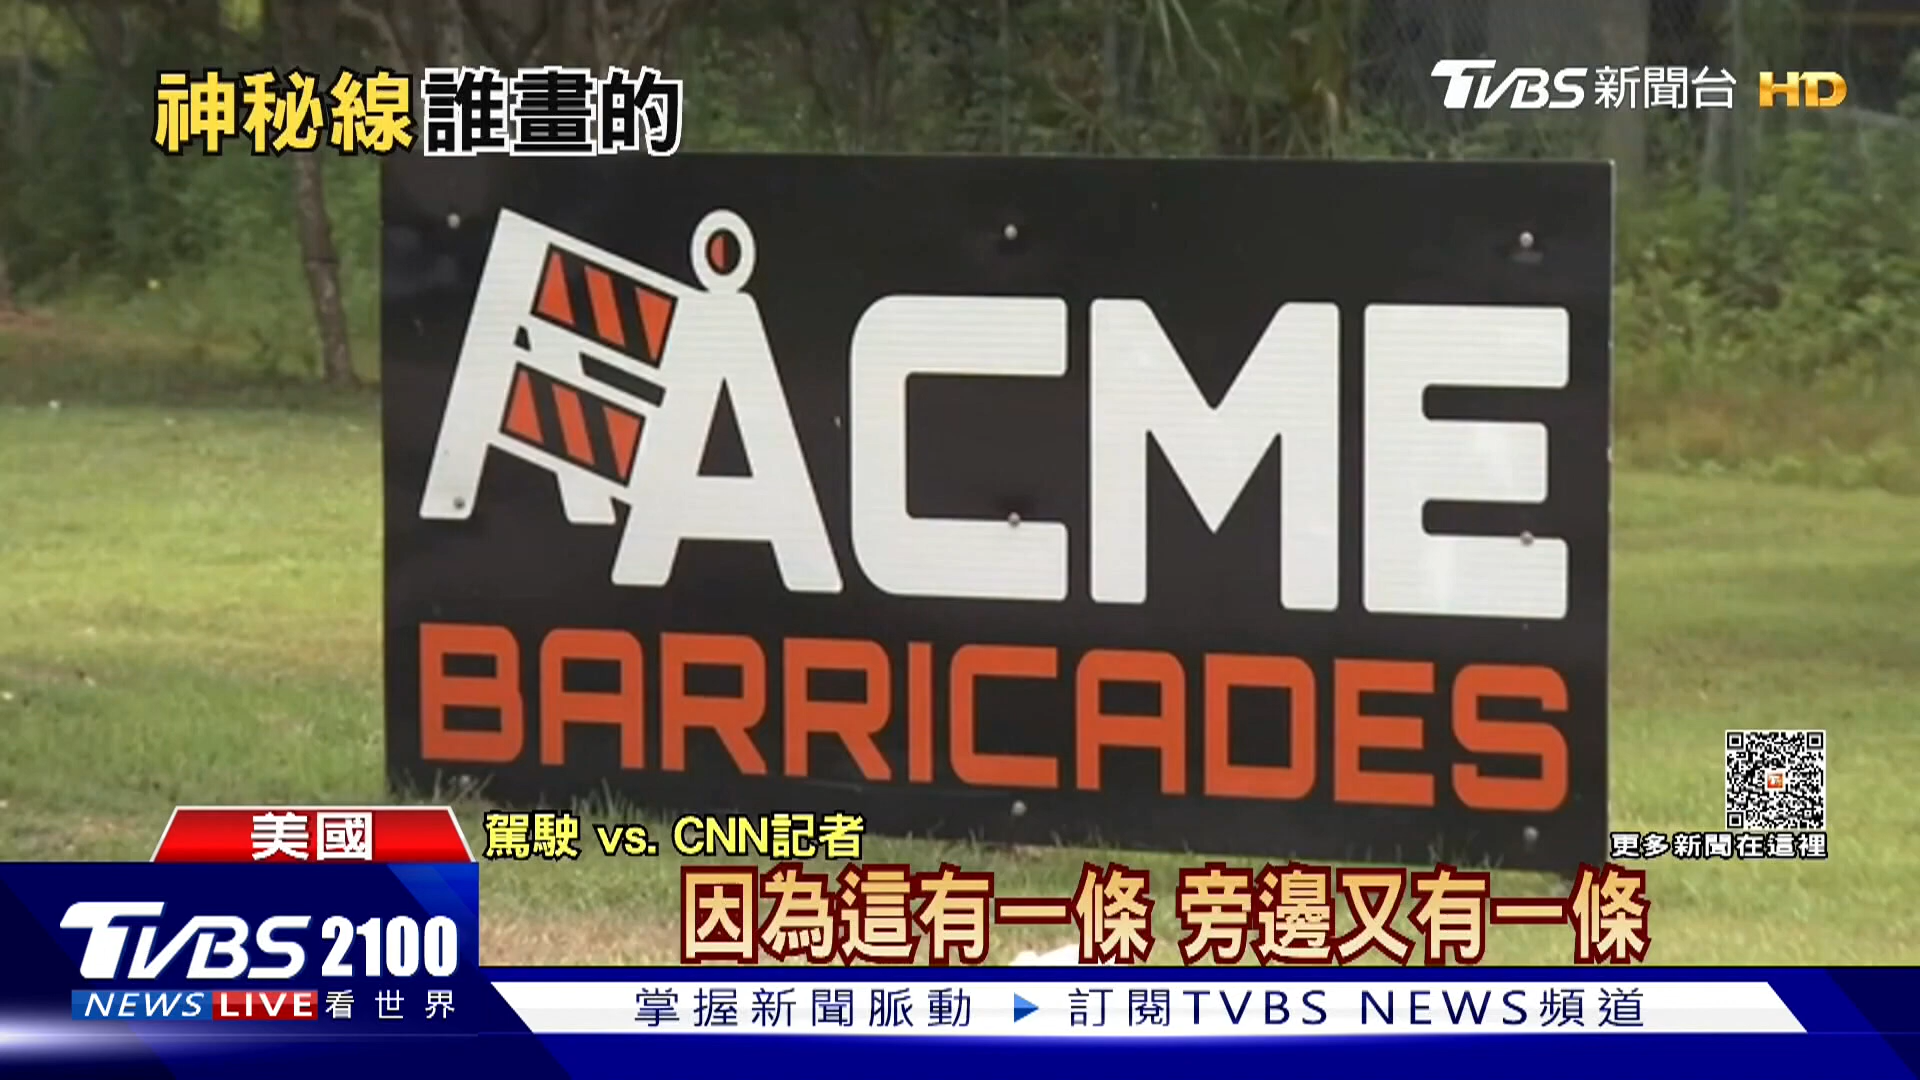 神秘線誰畫的
TVBS新聞台 HD
ACME
BARRICADES
更多新聞在這裡
美國
駕駛 vs. CNN記者
因為這有一條 旁邊又有一條
TVBS 2100
NEWS LIVE 看世界
掌握新聞脈動 ▶ 訂閱TVBS NEWS頻道